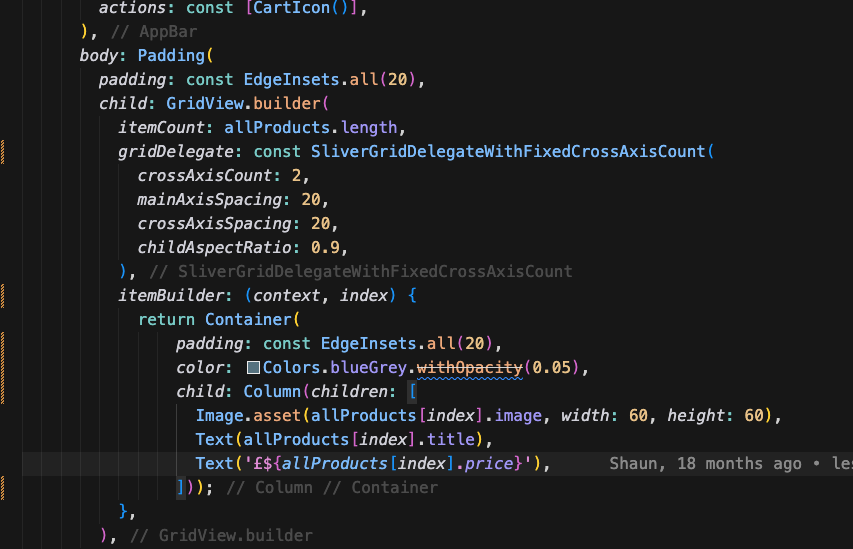 actions: const [CartIcon()],
), // AppBar
body: Padding(
padding: const EdgeInsets.all(20),
child: GridView.builder(
itemCount: allProducts.length,
gridDelegate: const SliverGridDelegateWithFixedCrossAxisCount(
crossAxisCount: 2,
mainAxisSpacing: 20,
crossAxisSpacing: 20,
childAspectRatio: 0.9,
), // SliverGridDelegateWithFixedCrossAxisCount
itemBuilder: (context, index) {
return Container(
padding: const EdgeInsets.all(20),
color: Colors.blueGrey.withOpacity(0.05),
child: Column(children: [
Image.asset(allProducts[index].image, width: 60, height: 60),
Text(allProducts[index].title),
Text('£${allProducts[index].price}'), Shaun, 18 months ago • les
])); // Column // Container
},
), // GridView.builder